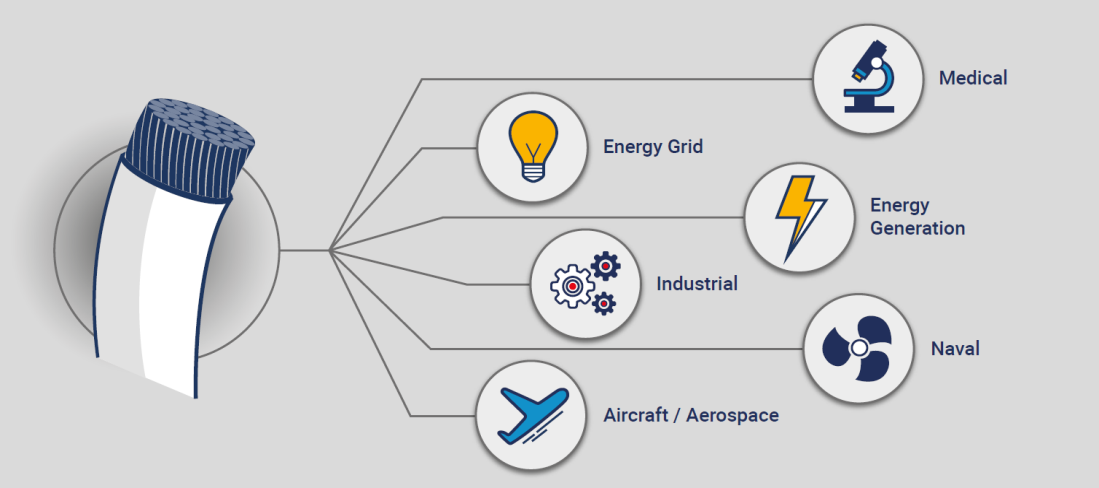 Medical
Energy Grid
Energy
Generation
Industrial
Naval
Aircraft / Aerospace